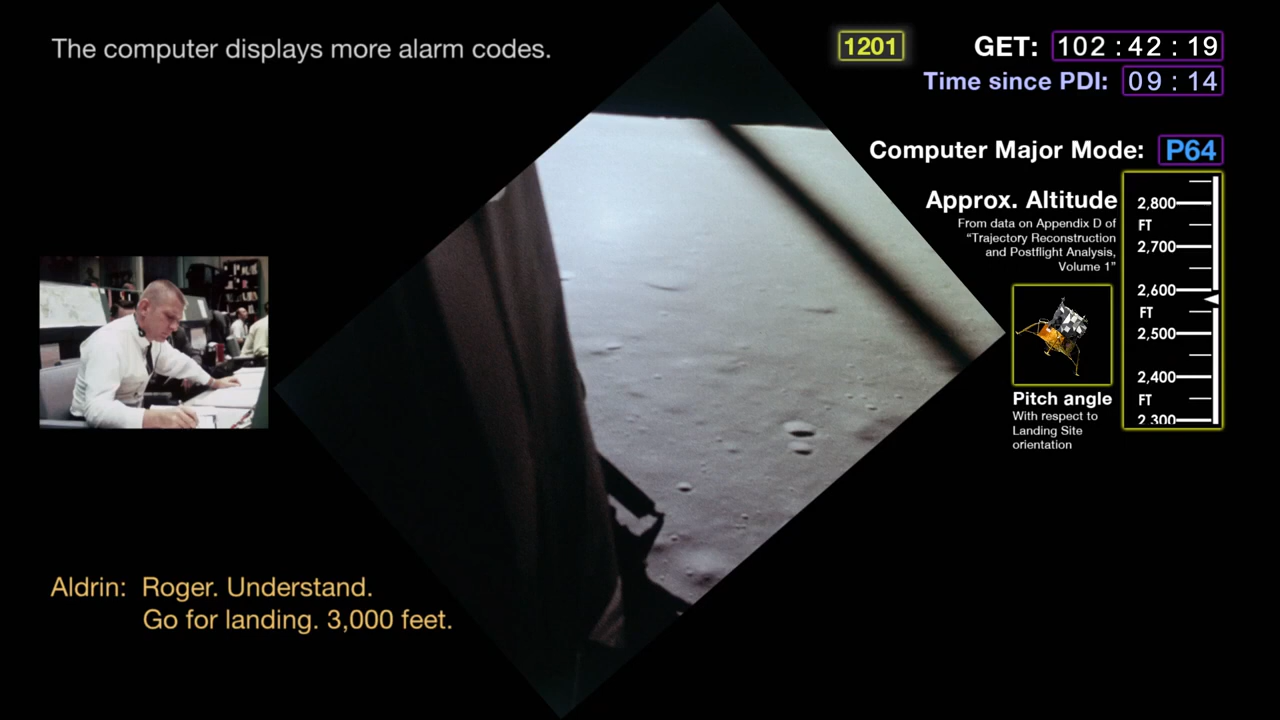 The computer displays more alarm codes.
1201
GET: 102:42:19
Time since PDI: 09:14
Computer Major Mode: P64
Approx. Altitude
From data on Appendix D of
“Trajectory Reconstruction
and Postflight Analysis,
Volume 1”
2,800
FT
2,700
2,600
FT
2,500
2,400
FT
2,300
Pitch angle
With respect to
Landing Site
orientation
Aldrin: Roger. Understand.
Go for landing. 3,000 feet.